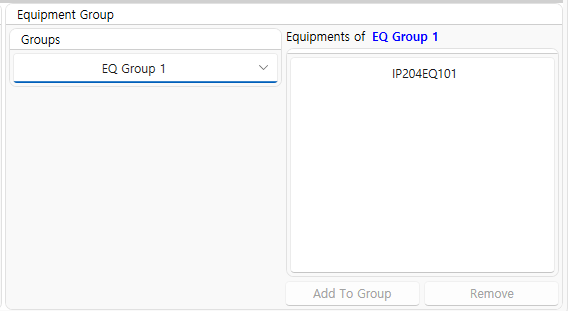 Equipment Group
Groups
EQ Group 1
Equipments of EQ Group 1
IP204EQ101
Add To Group
Remove